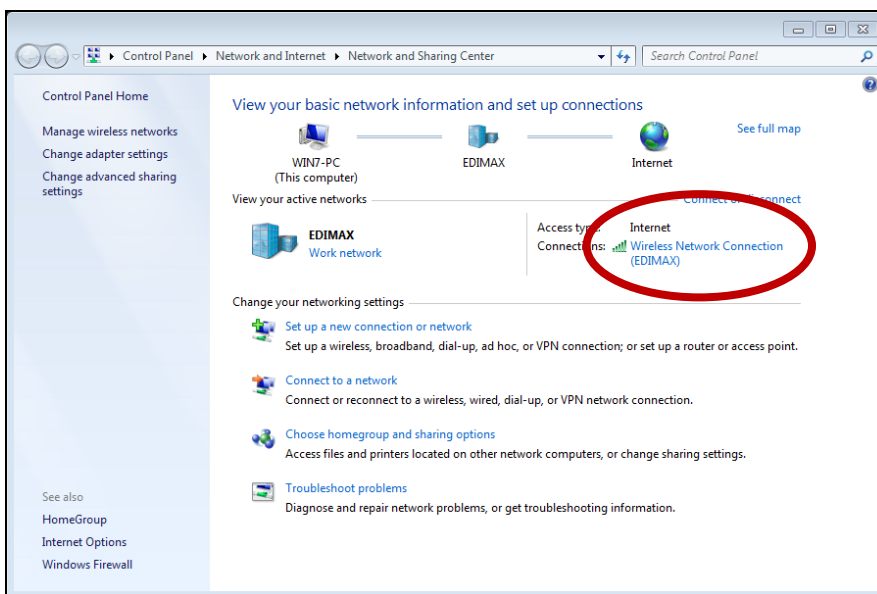 Control Panel Network and Internet Network and Sharing Center Search Control Panel
Control Panel Home
Manage wireless networks
Change adapter settings
Change advanced sharing
settings
See also
HomeGroup
Internet Options
Windows Firewall
View your basic network information and set up connections
See full map
WIN7-PC
(This computer)
EDIMAX
Internet
View your active networks
Connect or disconnect
EDIMAX
Work network
Access type: Internet
Connections: Wireless Network Connection
(EDIMAX)
Change your networking settings
Set up a new connection or network
Set up a wireless, broadband, dial-up, ad hoc, or VPN connection; or set up a router or access point.
Connect to a network
Connect or reconnect to a wireless, wired, dial-up, or VPN network connection.
Choose homegroup and sharing options
Access files and printers located on other network computers, or change sharing settings.
Troubleshoot problems
Diagnose and repair network problems, or get troubleshooting information.